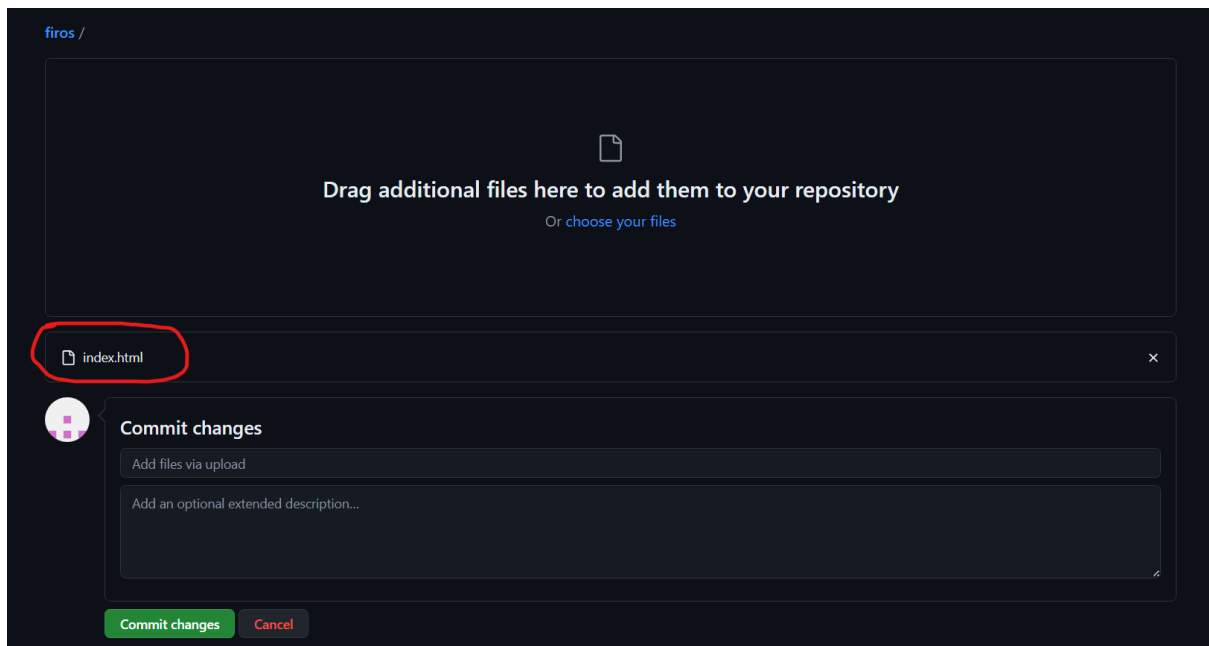 firos /
Drag additional files here to add them to your repository
Or choose your files
index.html
Commit changes
Add files via upload
Add an optional extended description...
Commit changes
Cancel